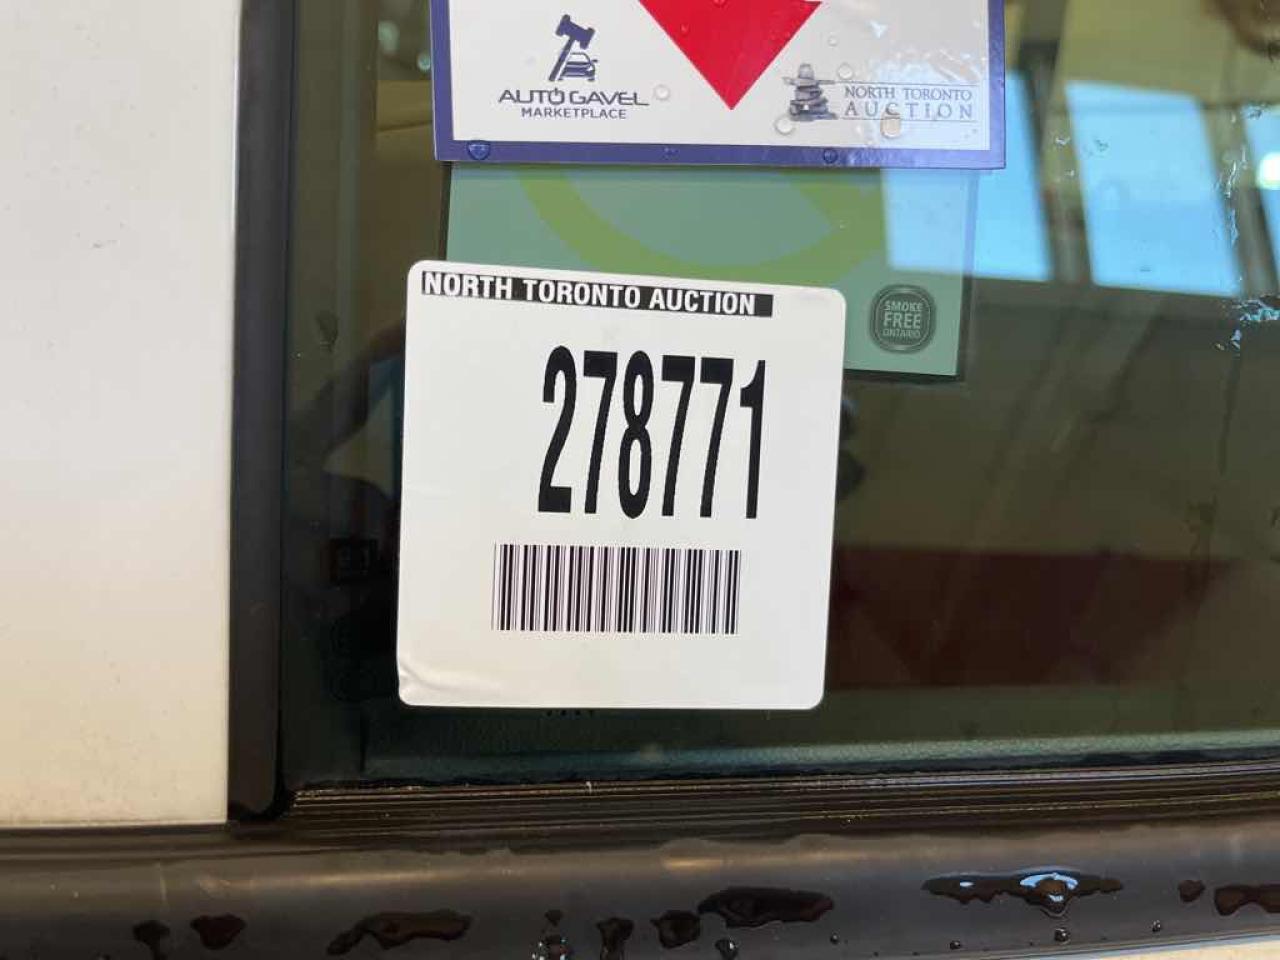 AUTO GAVEL
MARKETPLACE
NORTH TORONTO
AUCTION
NORTH TORONTO AUCTION
SMOKE
FREE
ONTARIO
278771